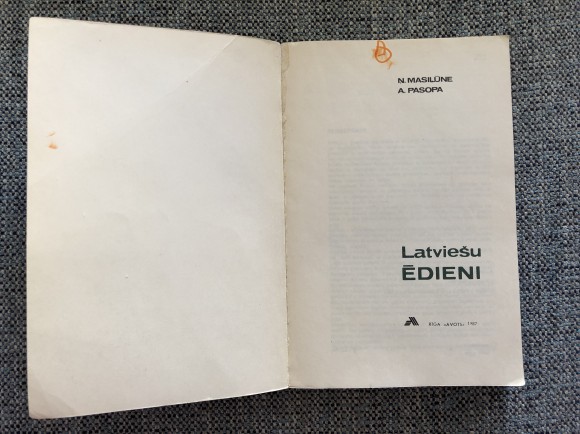 N. MASILŪNE
A. PASOPA
Latviešu
ĒDIENI
RĪGA «AVOTS»